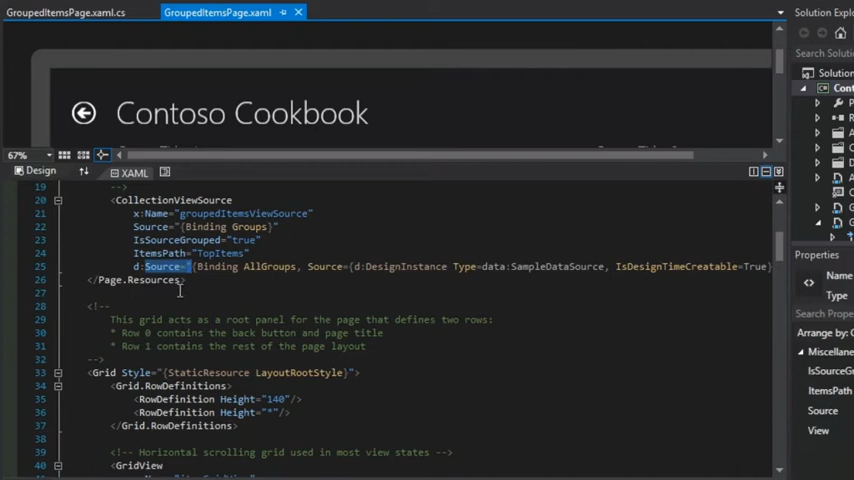 GroupedItemsPage.xaml.cs
GroupedItemsPage.xaml
Solution Explo
Contoso Cookbook
Search Solution
Solution
Cont
67%
Design
XAML
19 -->
20 <CollectionViewSource
21 x:Name="groupedItemsViewSource"
22 Source="{Binding Groups}"
23 IsSourceGrouped="true"
24 ItemsPath="TopItems"
25 d:Source="{Binding AllGroups, Source={d:DesignInstance Type=data:SampleDataSource, IsDesignTimeCreatable=True}
26 </Page.Resources>
27
28 <!--
29 This grid acts as a root panel for the page that defines two rows:
30 * Row 0 contains the back button and page title
31 * Row 1 contains the rest of the page layout
32 -->
33 <Grid Style="{StaticResource LayoutRootStyle}">
34 <Grid.RowDefinitions>
35 <RowDefinition Height="140"/>
36 <RowDefinition Height="*"/>
37 </Grid.RowDefinitions>
38
39 <!-- Horizontal scrolling grid used in most view states -->
40 <GridView
Properties
Name
Type
Search Proper
Arrange by: C
Miscellane
IsSourceGr
ItemsPath
Source
View